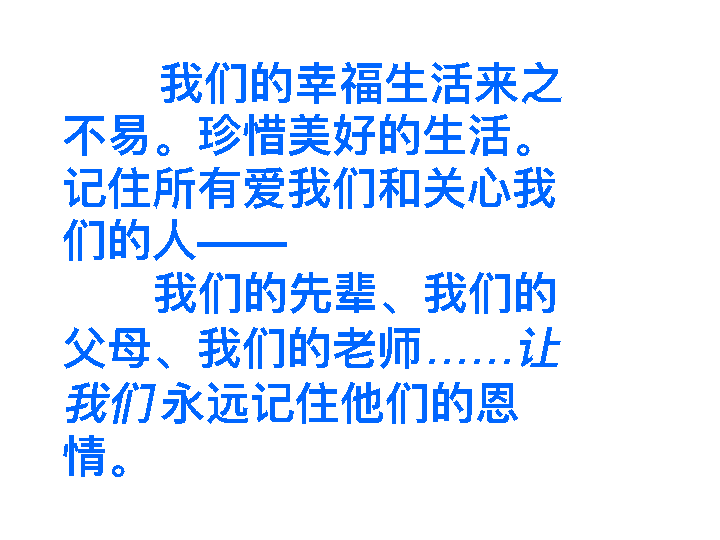 我们的幸福生活来之
不易。珍惜美好的生活。
记住所有爱我们和关心我
们的人——
我们的先辈、我们的
父母、我们的老师……让
我们永远记住他们的恩
情。